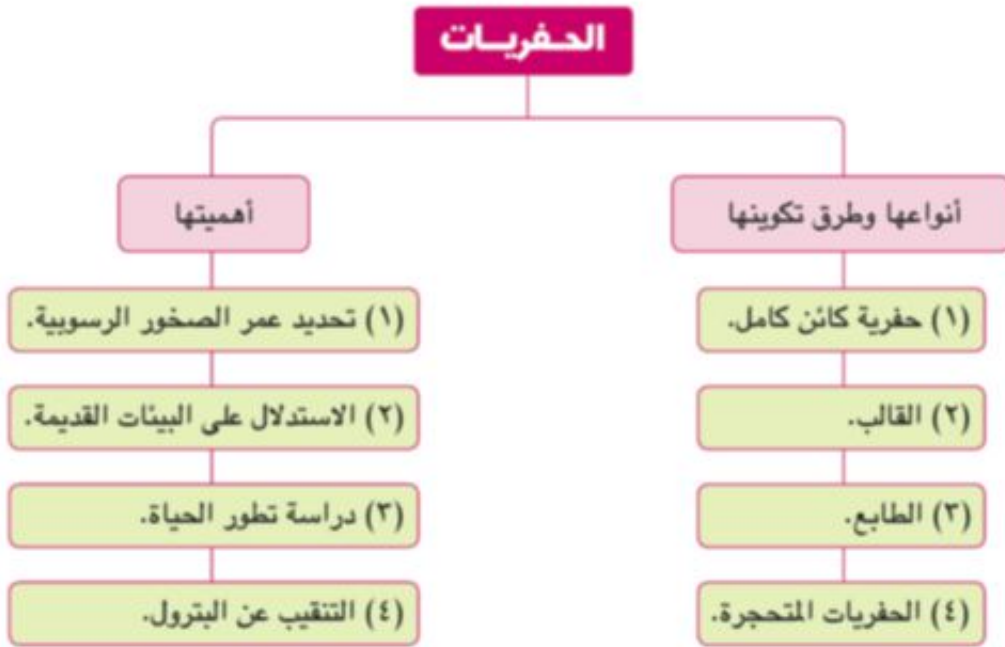 الحفريات
أنواعها وطرق تكوينها
(١) حفرية كائن كامل.
(٢) القالب.
(٣) الطابع.
(٤) الحفريات المتحجرة.
أهميتها
(١) تحديد عمر الصخور الرسوبية.
(٢) الاستدلال على البيئات القديمة.
(٣) دراسة تطور الحياة.
(٤) التنقيب عن البترول.